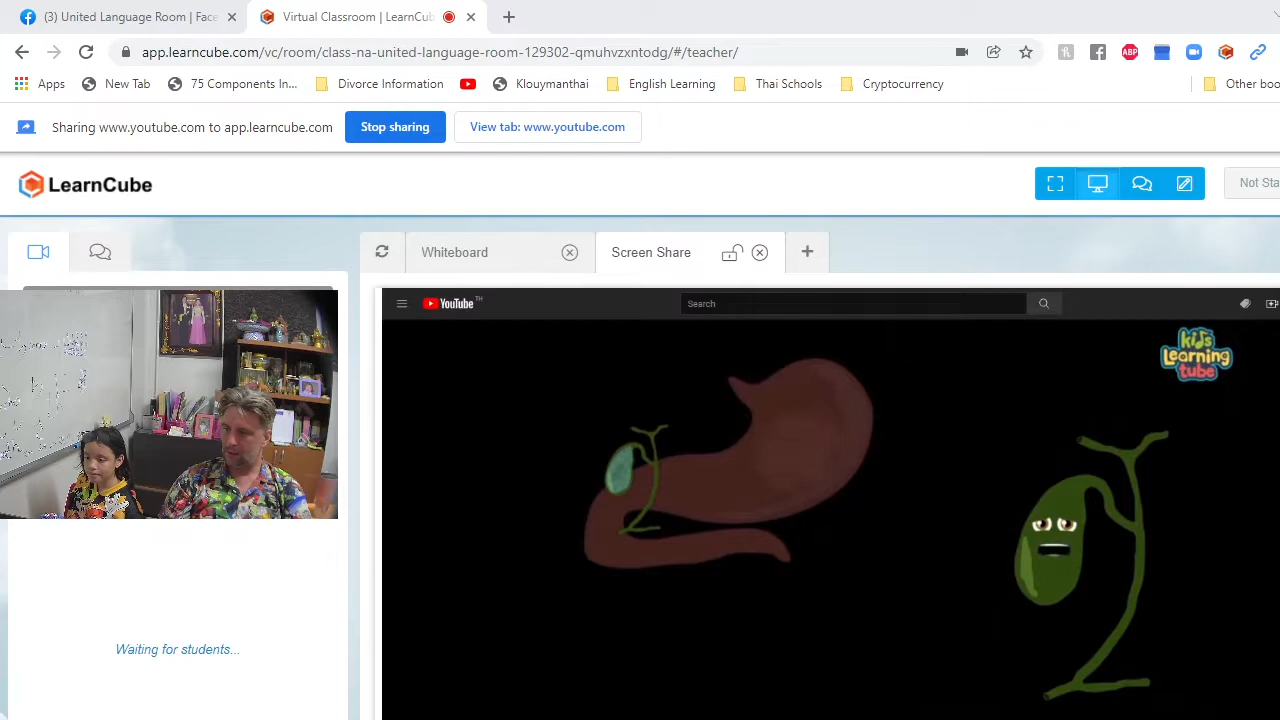 (3) United Language Room | Face
Virtual Classroom | LearnCub
app.learncube.com/vc/room/class-na-united-language-room-129302-qmuhvzxntodg/#/teacher/
ABP
Apps
New Tab
75 Components In...
Divorce Information
Klouymanthai
English Learning
Thai Schools
Cryptocurrency
Other boo
Sharing www.youtube.com to app.learncube.com
Stop sharing
View tab: www.youtube.com
LearnCube
Not Sta
Whiteboard
Screen Share
YouTube TH
Search
kids
Learning
tube
Waiting for students...